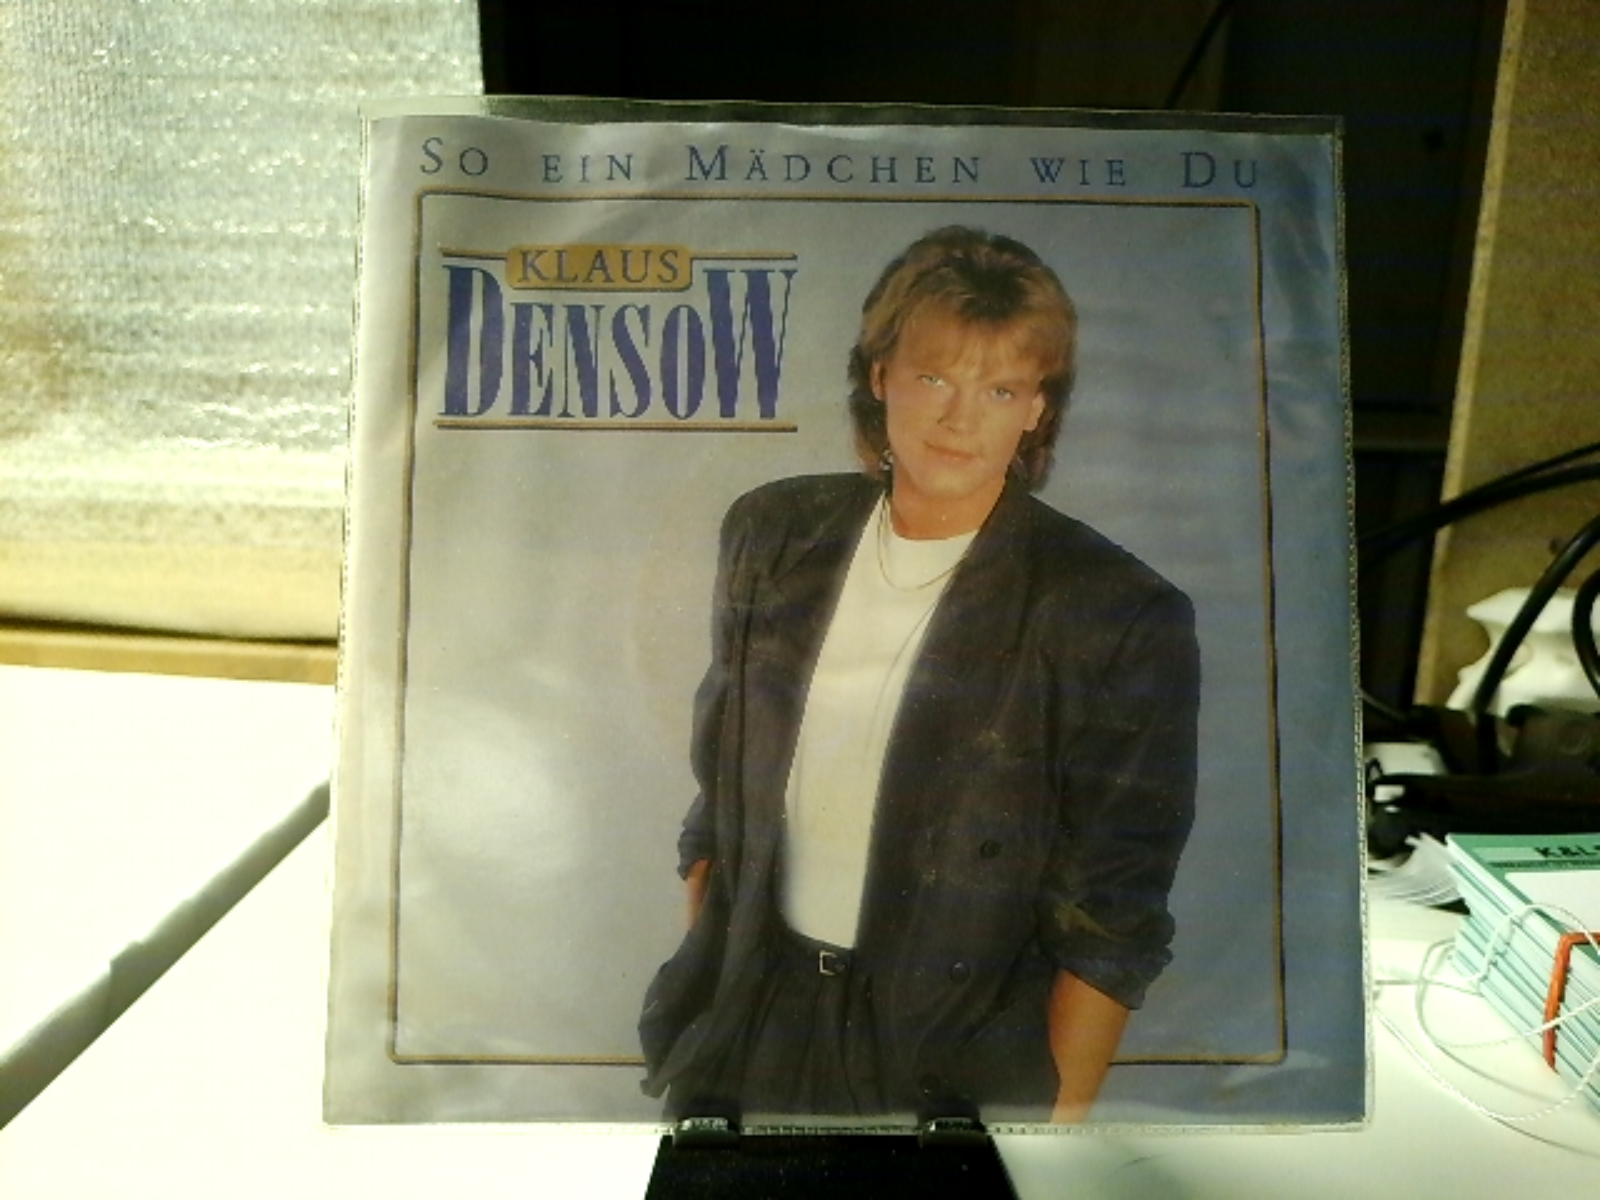 So ein Mädchen wie Du
KLAUS
DENSOW